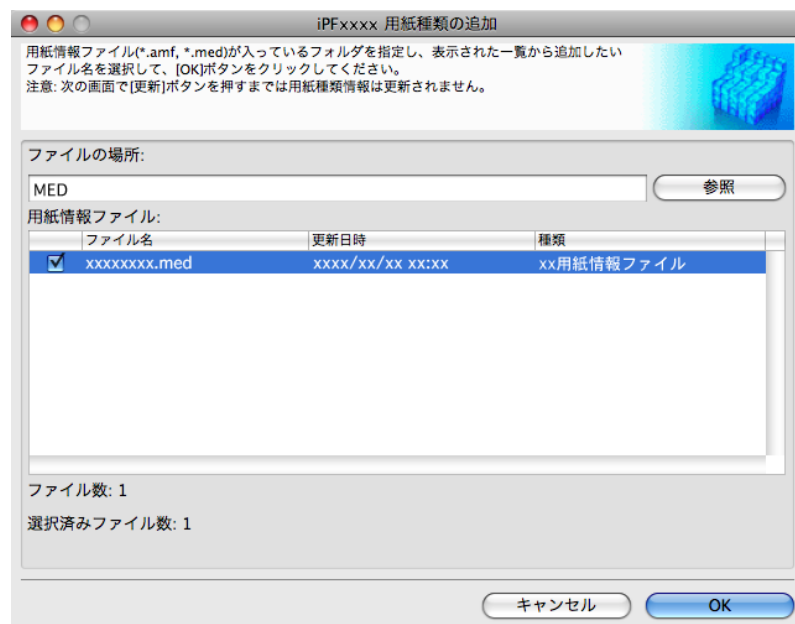 iPFxxxx 用紙種類の追加
用紙情報ファイル(*.amf, *.med)が入っているフォルダを指定し、表示された一覧から追加したい
ファイル名を選択して、[OK]ボタンをクリックしてください。
注意: 次の画面で[更新]ボタンを押すまでは用紙種類情報は更新されません。
ファイルの場所:
MED 参照
用紙情報ファイル:
ファイル名 更新日時 種類
xxxxxxxx.med xxxx/xx/xx xx:xx xx用紙情報ファイル
ファイル数: 1
選択済みファイル数: 1
キャンセル OK